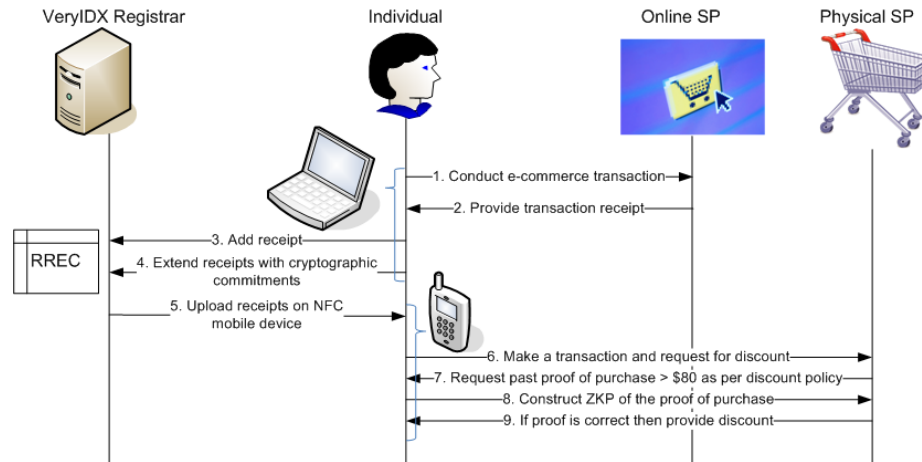 VeryIDX Registrar
Individual
Online SP
Physical SP
1. Conduct e-commerce transaction
2. Provide transaction receipt
3. Add receipt
RREC
4. Extend receipts with cryptographic
commitments
5. Upload receipts on NFC
mobile device
6. Make a transaction and request for discount
7. Request past proof of purchase > $80 as per discount policy
8. Construct ZKP of the proof of purchase
9. If proof is correct then provide discount